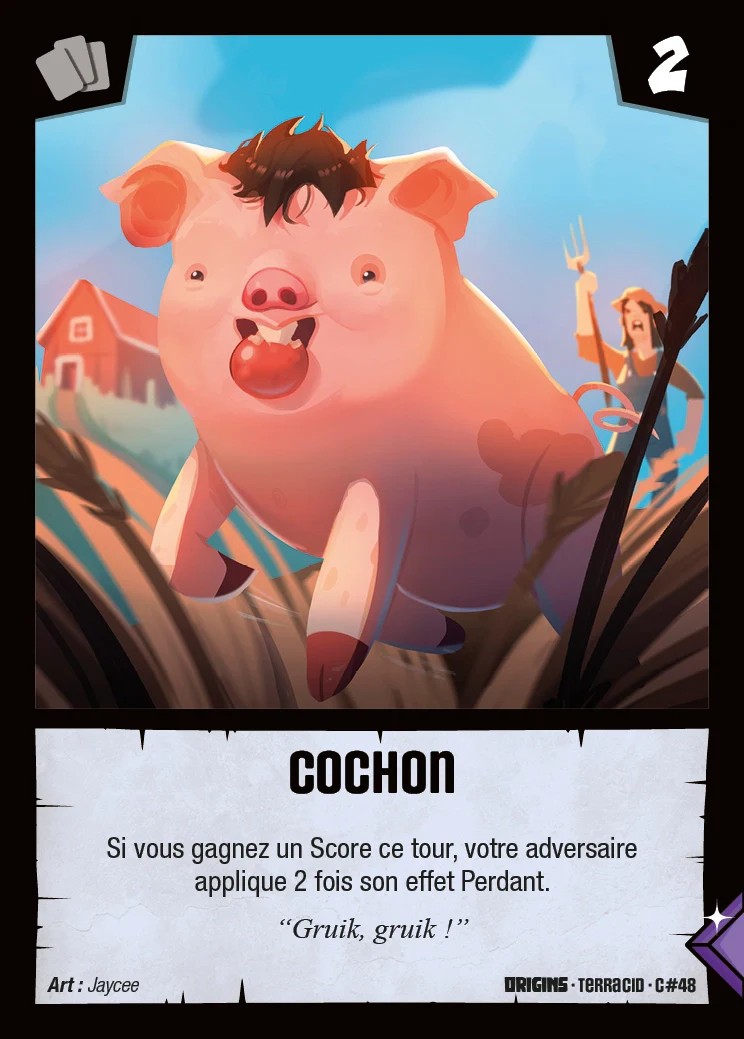 2
COCHON
Si vous gagnez un Score ce tour, votre adversaire
applique 2 fois son effet Perdant.
“Gruik, gruik !”
Art : Jaycee
ORIGINS · TERRACID · C#48